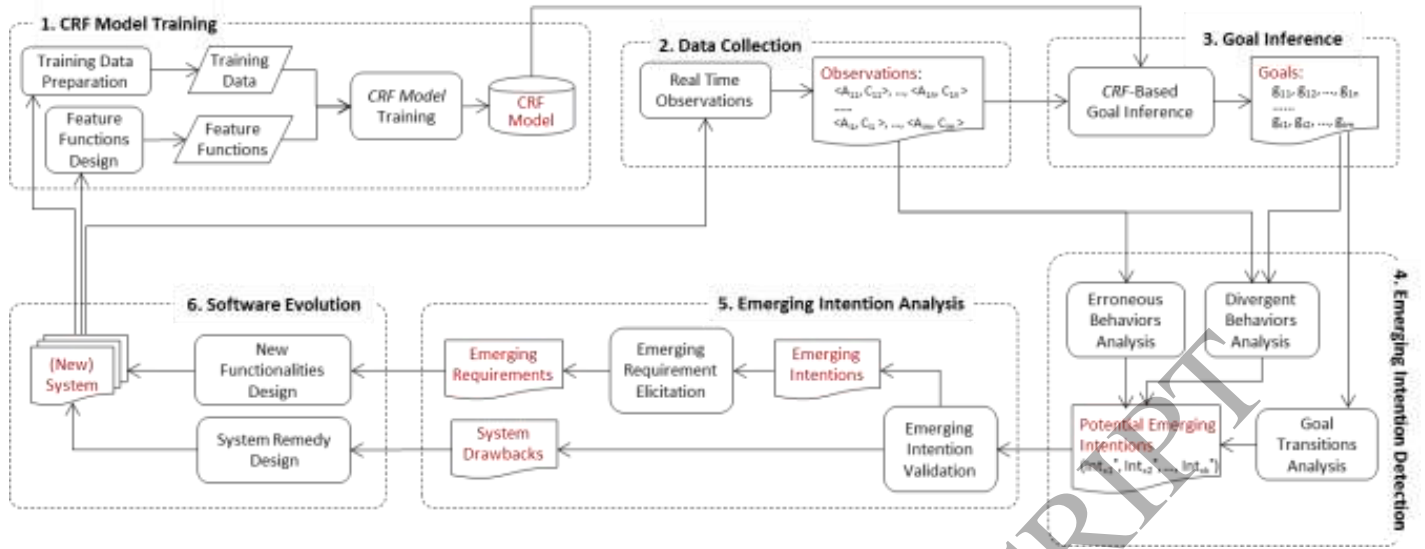 1. CRF Model Training
Training Data
Preparation
Training
Data
Feature
Functions
Design
Feature
Functions
CRF Model
Training
CRF
Model
2. Data Collection
Real Time
Observations
Observations:
3. Goal Inference
CRF-Based
Goal Inference
Goals:
4. Emerging Intention Detection
Erroneous
Behaviors
Analysis
Divergent
Behaviors
Analysis
Potential Emerging
Intentions
Goal
Transitions
Analysis
5. Emerging Intention Analysis
Emerging
Requirements
Emerging
Requirement
Elicitation
Emerging
Intentions
System
Drawbacks
Emerging
Intention
Validation
6. Software Evolution
(New)
System
New
Functionalities
Design
System Remedy
Design
RIPT